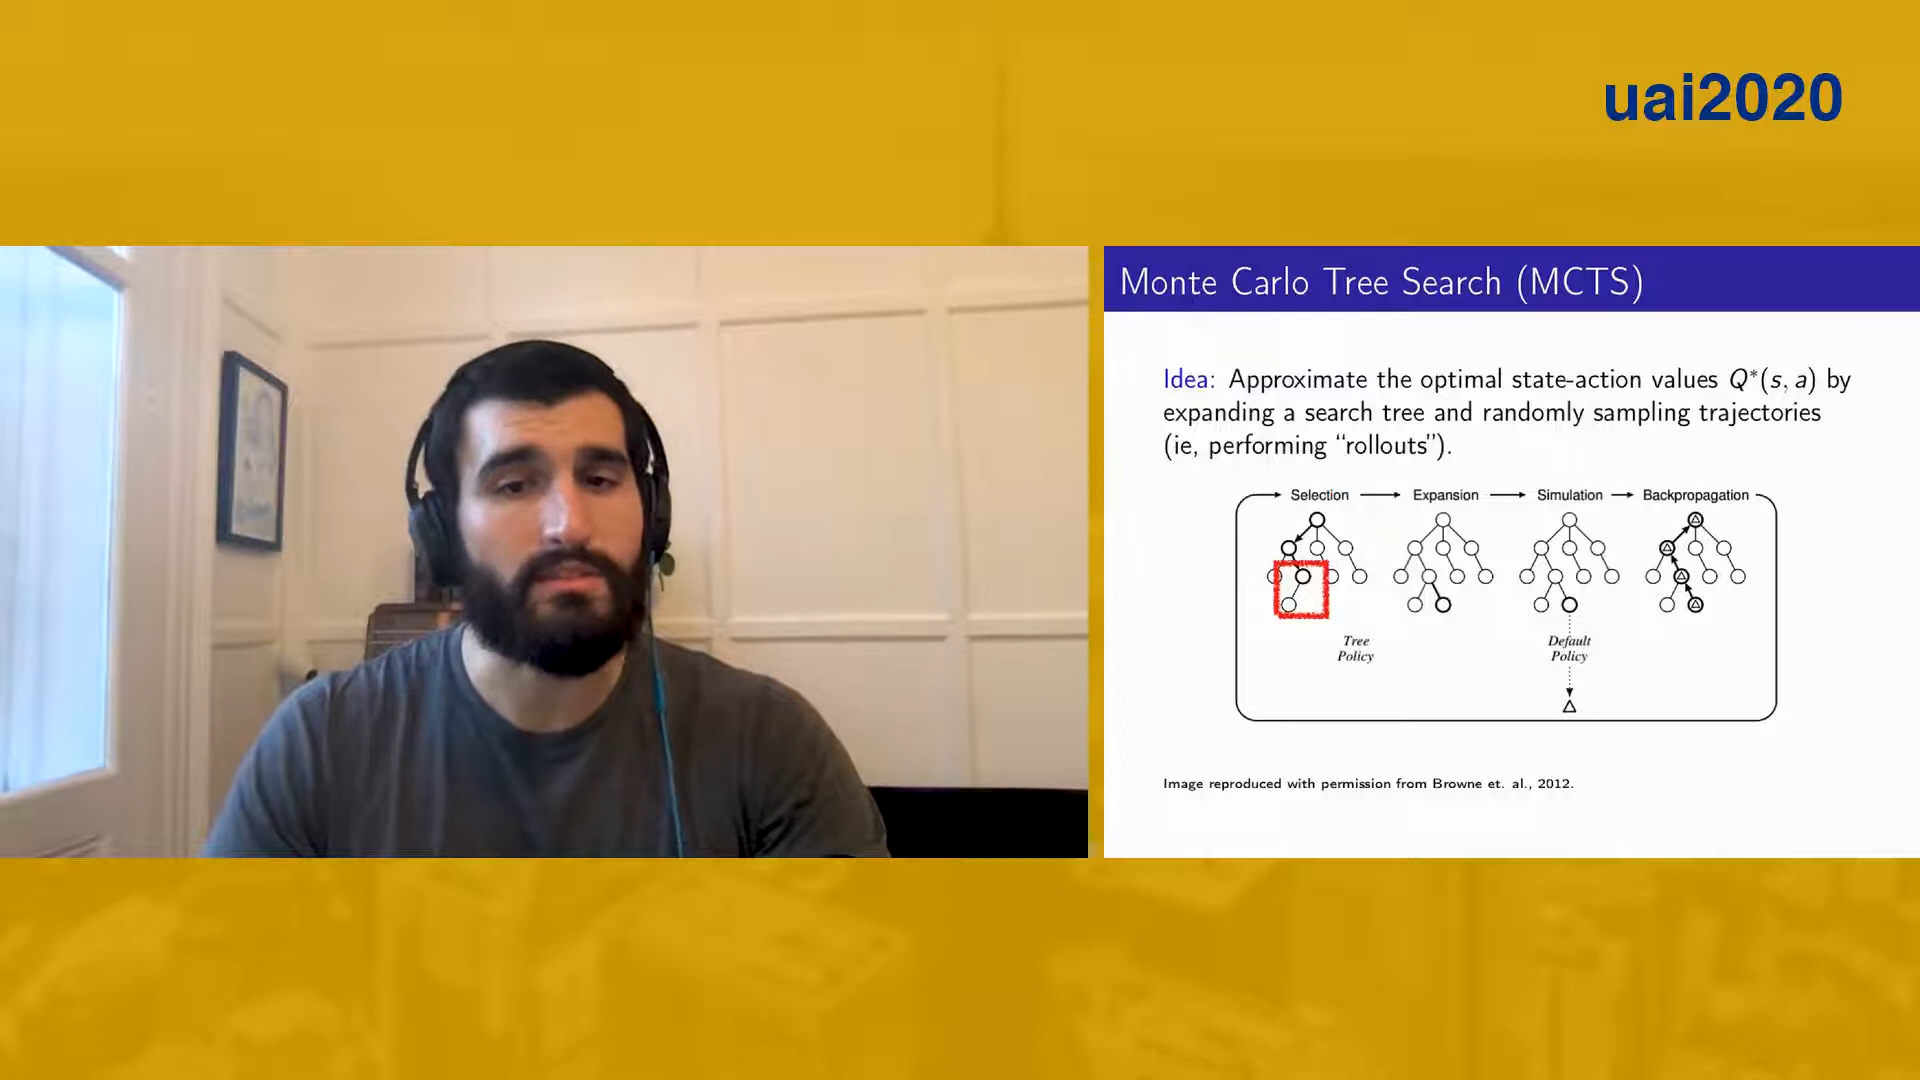 uai2020
Monte Carlo Tree Search (MCTS)
Idea: Approximate the optimal state-action values Q*(s, a) by
expanding a search tree and randomly sampling trajectories
(ie, performing “rollouts”).
Selection Expansion Simulation Backpropagation
Tree
Policy
Default
Policy
Image reproduced with permission from Browne et. al., 2012.